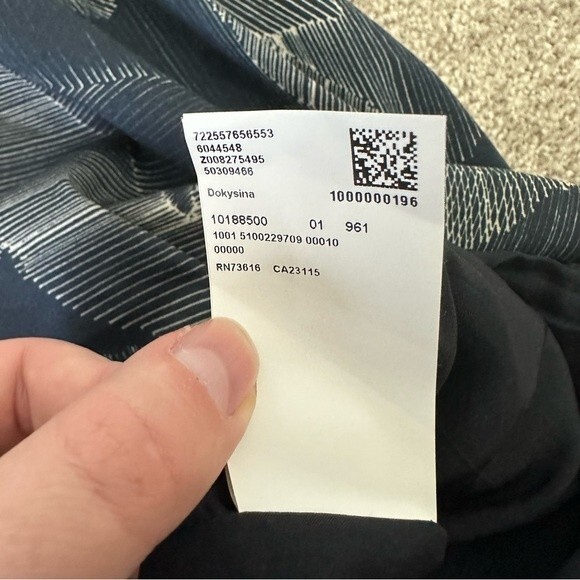 722557656553
6044548
Z008275495
50309466
Dokysina 1000000196
10188500 01 961
1001 5100229709 00010
00000
RN73616 CA23115